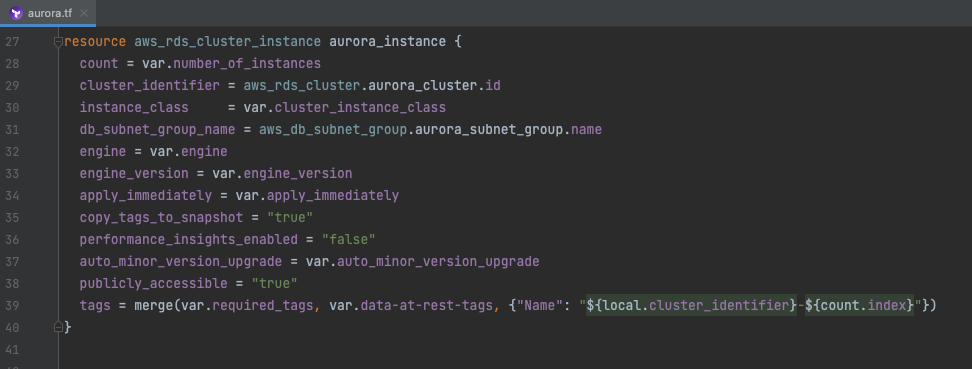 aurora.tf
27 resource aws_rds_cluster_instance aurora_instance {
28 count = var.number_of_instances
29 cluster_identifier = aws_rds_cluster.aurora_cluster.id
30 instance_class     = var.cluster_instance_class
31 db_subnet_group_name = aws_db_subnet_group.aurora_subnet_group.name
32 engine = var.engine
33 engine_version = var.engine_version
34 apply_immediately = var.apply_immediately
35 copy_tags_to_snapshot = "true"
36 performance_insights_enabled = "false"
37 auto_minor_version_upgrade = var.auto_minor_version_upgrade
38 publicly_accessible = "true"
39 tags = merge(var.required_tags, var.data-at-rest-tags, {"Name": "${local.cluster_identifier}-${count.index}"})
40 }
41